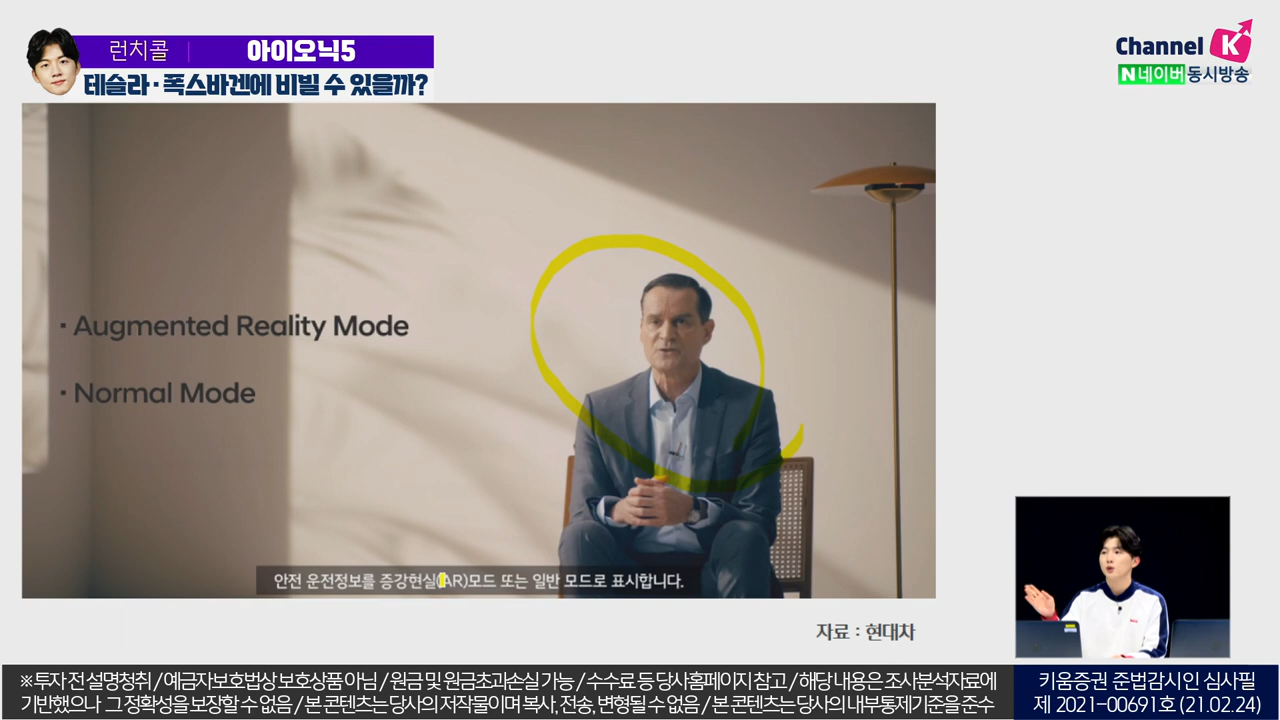 런치콜 | 아이오닉5
테슬라·폭스바겐에 비빌 수 있을까?
Channel K
N 네이버 동시방송
· Augmented Reality Mode
· Normal Mode
안전 운전정보를 증강현실(AR)모드 또는 일반 모드로 표시합니다.
자료 : 현대차
※ 투자 전 설명청취 / 예금자보호법상 보호상품 아님 / 원금 및 원금초과손실 가능 / 수수료 등 당사홈페이지 참고 / 해당 내용은 조사분석자료에
기반했으나 그 정확성을 보장할 수 없음 / 본 콘텐츠는 당사의 저작물이며 복사, 전송, 변형될 수 없음 / 본 콘텐츠는 당사의 내부통제기준을 준수
키움증권 준법감시인 심사필
제 2021-00691호 (21.02.24)